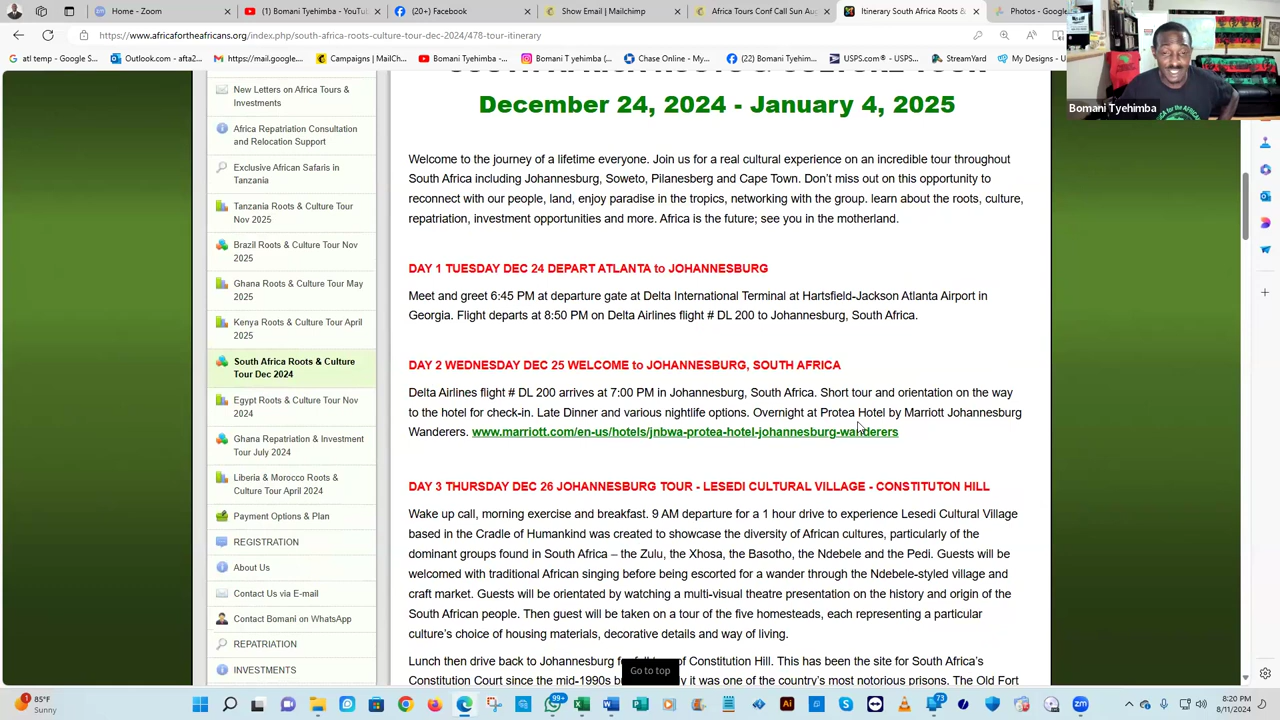 Home - Zoom
(1) Bomani Tyehimba - YouTu...
(20+) Facebook
Show Email | Mailchimp
Africa Tours Conf Call Sun Aug
Itinerary South Africa Roots &
Photos - Google
https://www.africafortheafricans.org/index.php/south-africa-roots-culture-tour-dec-2024/478-tour-itinerary
atl temp - Google S...
Outlook.com - afta2...
https://mail.google....
Campaigns | MailCh...
Bomani Tyehimba -...
Instagram
Bomani T yehimba (...
Chase Online - My...
(22) Bomani Tyehim...
USPS.com® - USPS...
StreamYard
My Designs -
Bomani Tyehimba
December 24, 2024 - January 4, 2025
New Letters on Africa Tours &
Investments
Africa Repatriation Consultation
and Relocation Support
Exclusive African Safaris in
Tanzania
Tanzania Roots & Culture Tour
Nov 2025
Brazil Roots & Culture Tour Nov
2025
Ghana Roots & Culture Tour May
2025
Kenya Roots & Culture Tour April
2025
South Africa Roots & Culture
Tour Dec 2024
Egypt Roots & Culture Tour Nov
2024
Ghana Repatriation & Investment
Tour July 2024
Liberia & Morocco Roots &
Culture Tour April 2024
Payment Options & Plan
REGISTRATION
About Us
Contact Us via E-mail
Contact Bomani on WhatsApp
REPATRIATION
INVESTMENTS
Welcome to the journey of a lifetime everyone. Join us for a real cultural experience on an incredible tour throughout
South Africa including Johannesburg, Soweto, Pilanesberg and Cape Town. Don’t miss out on this opportunity to
reconnect with our people, land, enjoy paradise in the tropics, networking with the group. learn about the roots, culture,
repatriation, investment opportunities and more. Africa is the future; see you in the motherland.
DAY 1 TUESDAY DEC 24 DEPART ATLANTA to JOHANNESBURG
Meet and greet 6:45 PM at departure gate at Delta International Terminal at Hartsfield-Jackson Atlanta Airport in
Georgia. Flight departs at 8:50 PM on Delta Airlines flight # DL 200 to Johannesburg, South Africa.
DAY 2 WEDNESDAY DEC 25 WELCOME to JOHANNESBURG, SOUTH AFRICA
Delta Airlines flight # DL 200 arrives at 7:00 PM in Johannesburg, South Africa. Short tour and orientation on the way
to the hotel for check-in. Late Dinner and various nightlife options. Overnight at Protea Hotel by Marriott Johannesburg
Wanderers. www.marriott.com/en-us/hotels/jnbwa-protea-hotel-johannesburg-wanderers
DAY 3 THURSDAY DEC 26 JOHANNESBURG TOUR - LESEDI CULTURAL VILLAGE - CONSTITUTON HILL
Wake up call, morning exercise and breakfast. 9 AM departure for a 1 hour drive to experience Lesedi Cultural Village
based in the Cradle of Humankind was created to showcase the diversity of African cultures, particularly of the
dominant groups found in South Africa – the Zulu, the Xhosa, the Basotho, the Ndebele and the Pedi. Guests will be
welcomed with traditional African singing before being escorted for a wander through the Ndebele-styled village and
craft market. Guests will be orientated by watching a multi-visual theatre presentation on the history and origin of the
South African people. Then guest will be taken on a tour of the five homesteads, each representing a particular
culture’s choice of housing materials, decorative details and way of living.
Lunch then drive back to Johannesburg of Constitution Hill. This has been the site for South Africa’s
Constitution Court since the mid-1990s it was one of the country’s most notorious prisons. The Old Fort
Go to top
85°F
Sunny
99+
73
8:20 PM
8/11/2024